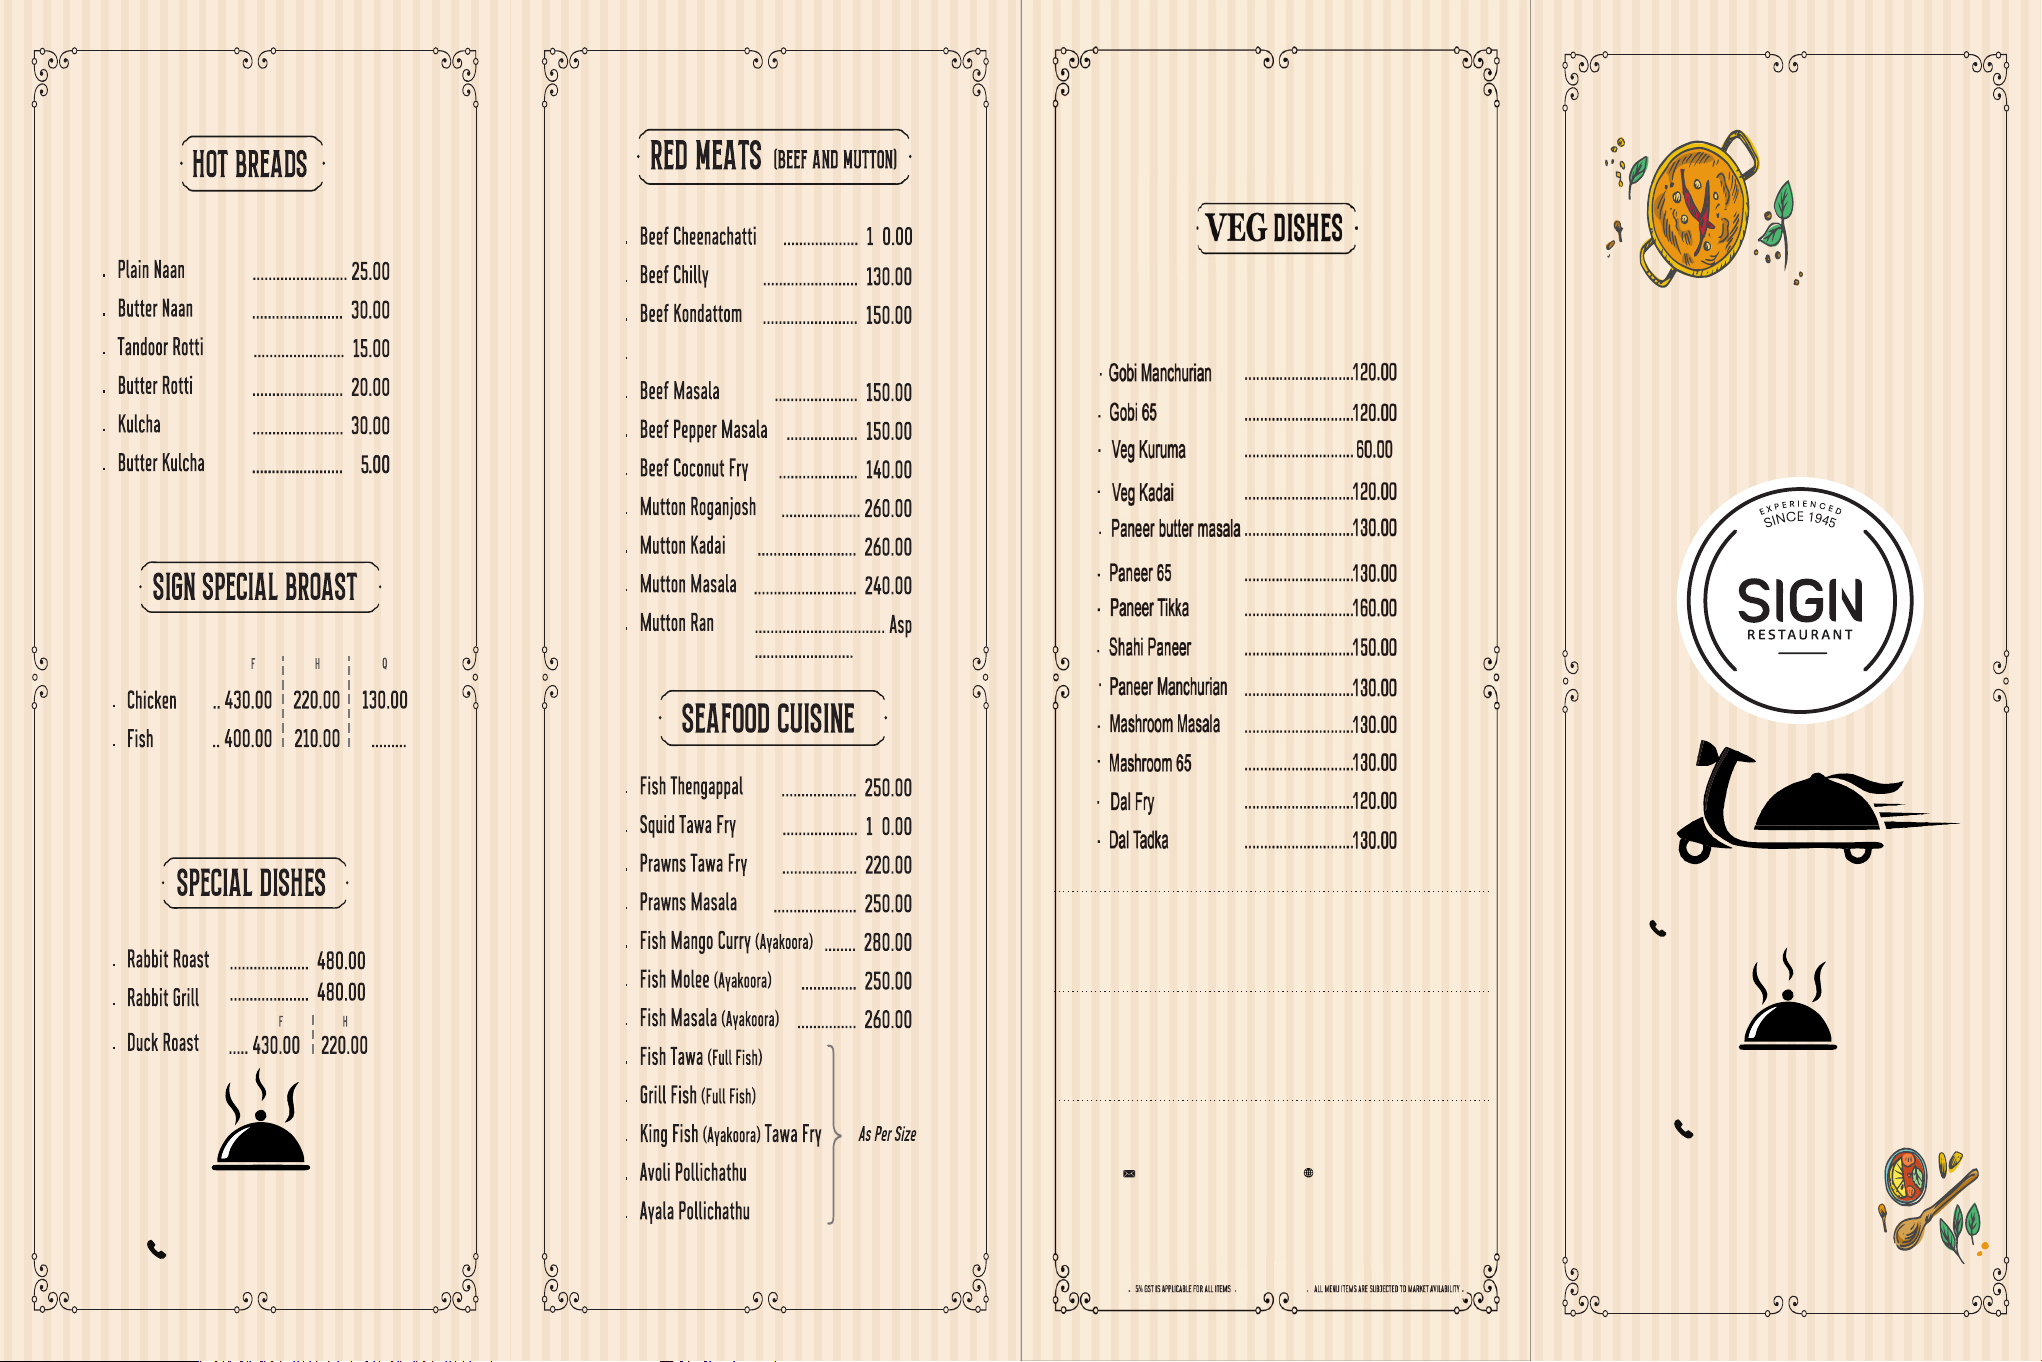 HOT BREADS
. Plain Naan ....................... 25.00
. Butter Naan ....................... 30.00
. Tandoor Rotti ....................... 15.00
. Butter Rotti ....................... 20.00
. Kulcha ....................... 30.00
. Butter Kulcha ....................... 5.00
SIGN SPECIAL BROAST
F H Q
. Chicken .. 430.00 220.00 130.00
. Fish .. 400.00 210.00 .........
SPECIAL DISHES
. Rabbit Roast .................... 480.00
. Rabbit Grill .................... 480.00
F H
. Duck Roast ..... 430.00 220.00
RED MEATS (BEEF AND MUTTON)
. Beef Cheenachatti ................... 1 0.00
. Beef Chilly ........................ 130.00
. Beef Kondattom ........................ 150.00
.
. Beef Masala ..................... 150.00
. Beef Pepper Masala .................. 150.00
. Beef Coconut Fry .................... 140.00
. Mutton Roganjosh .................... 260.00
. Mutton Kadai ......................... 260.00
. Mutton Masala .......................... 240.00
. Mutton Ran ................................. Asp
.........................
SEAFOOD CUISINE
. Fish Thengappal ................... 250.00
. Squid Tawa Fry ................... 1 0.00
. Prawns Tawa Fry ................... 220.00
. Prawns Masala ..................... 250.00
. Fish Mango Curry (Ayakoora) ........ 280.00
. Fish Molee (Ayakoora) .............. 250.00
. Fish Masala (Ayakoora) ............... 260.00
. Fish Tawa (Full Fish)
. Grill Fish (Full Fish)
. King Fish (Ayakoora) Tawa Fry As Per Size
. Avoli Pollichathu
. Ayala Pollichathu
VEG DISHES
. Gobi Manchurian ...........................120.00
. Gobi 65 ...........................120.00
. Veg Kuruma ........................... 60.00
. Veg Kadai ...........................120.00
. Paneer butter masala ...........................130.00
. Paneer 65 ...........................130.00
. Paneer Tikka ...........................160.00
. Shahi Paneer ...........................150.00
. Paneer Manchurian ...........................130.00
. Mashroom Masala ...........................130.00
. Mashroom 65 ...........................130.00
. Dal Fry ...........................120.00
. Dal Tadka ...........................130.00
. 5% GST IS APPLICABLE FOR ALL ITEMS . . ALL MENU ITEMS ARE SUBJECTED TO MARKET AVILABILITY .
EXPERIENCED
SINCE 1945
SIGN
RESTAURANT